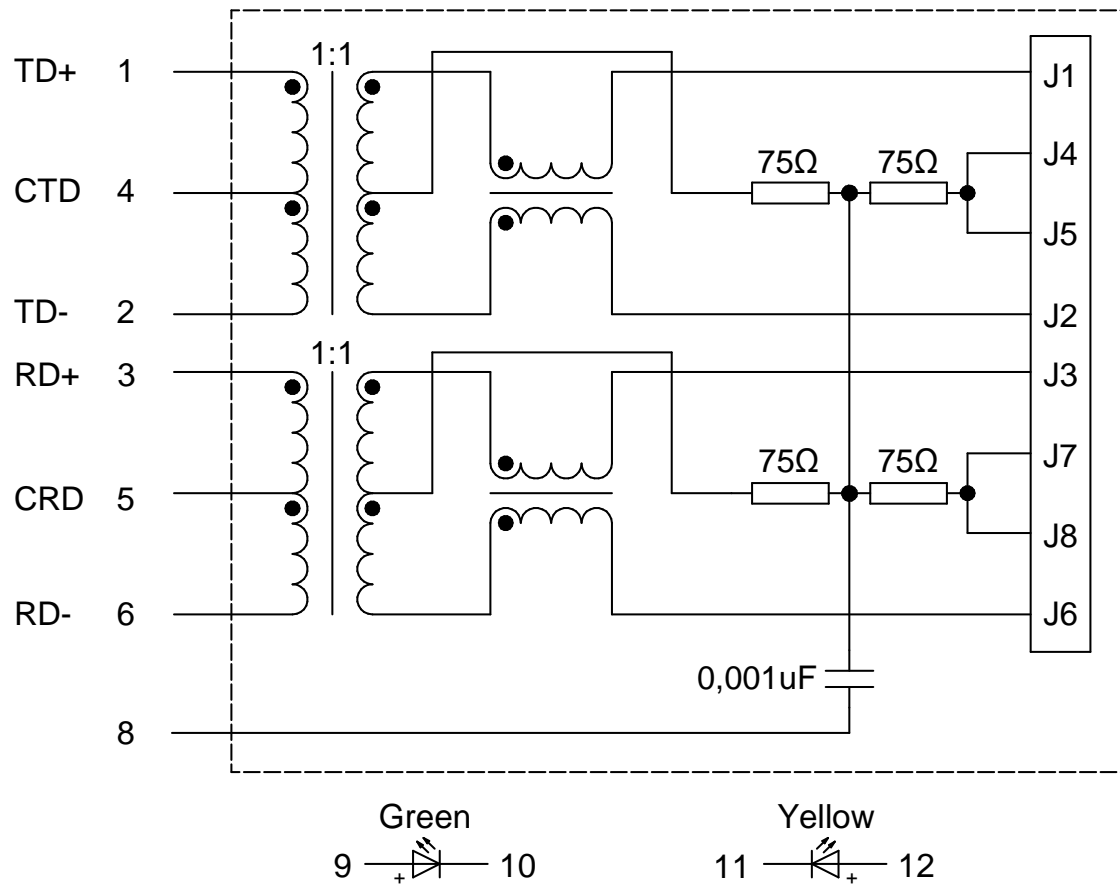 1:1
TD+ 1
J1
75Ω 75Ω
J4
CTD 4
J5
TD- 2
J2
1:1
RD+ 3
J3
75Ω 75Ω
J7
CRD 5
J8
RD- 6
J6
0,001uF
8
Green Yellow
9 + 10 11 + 12